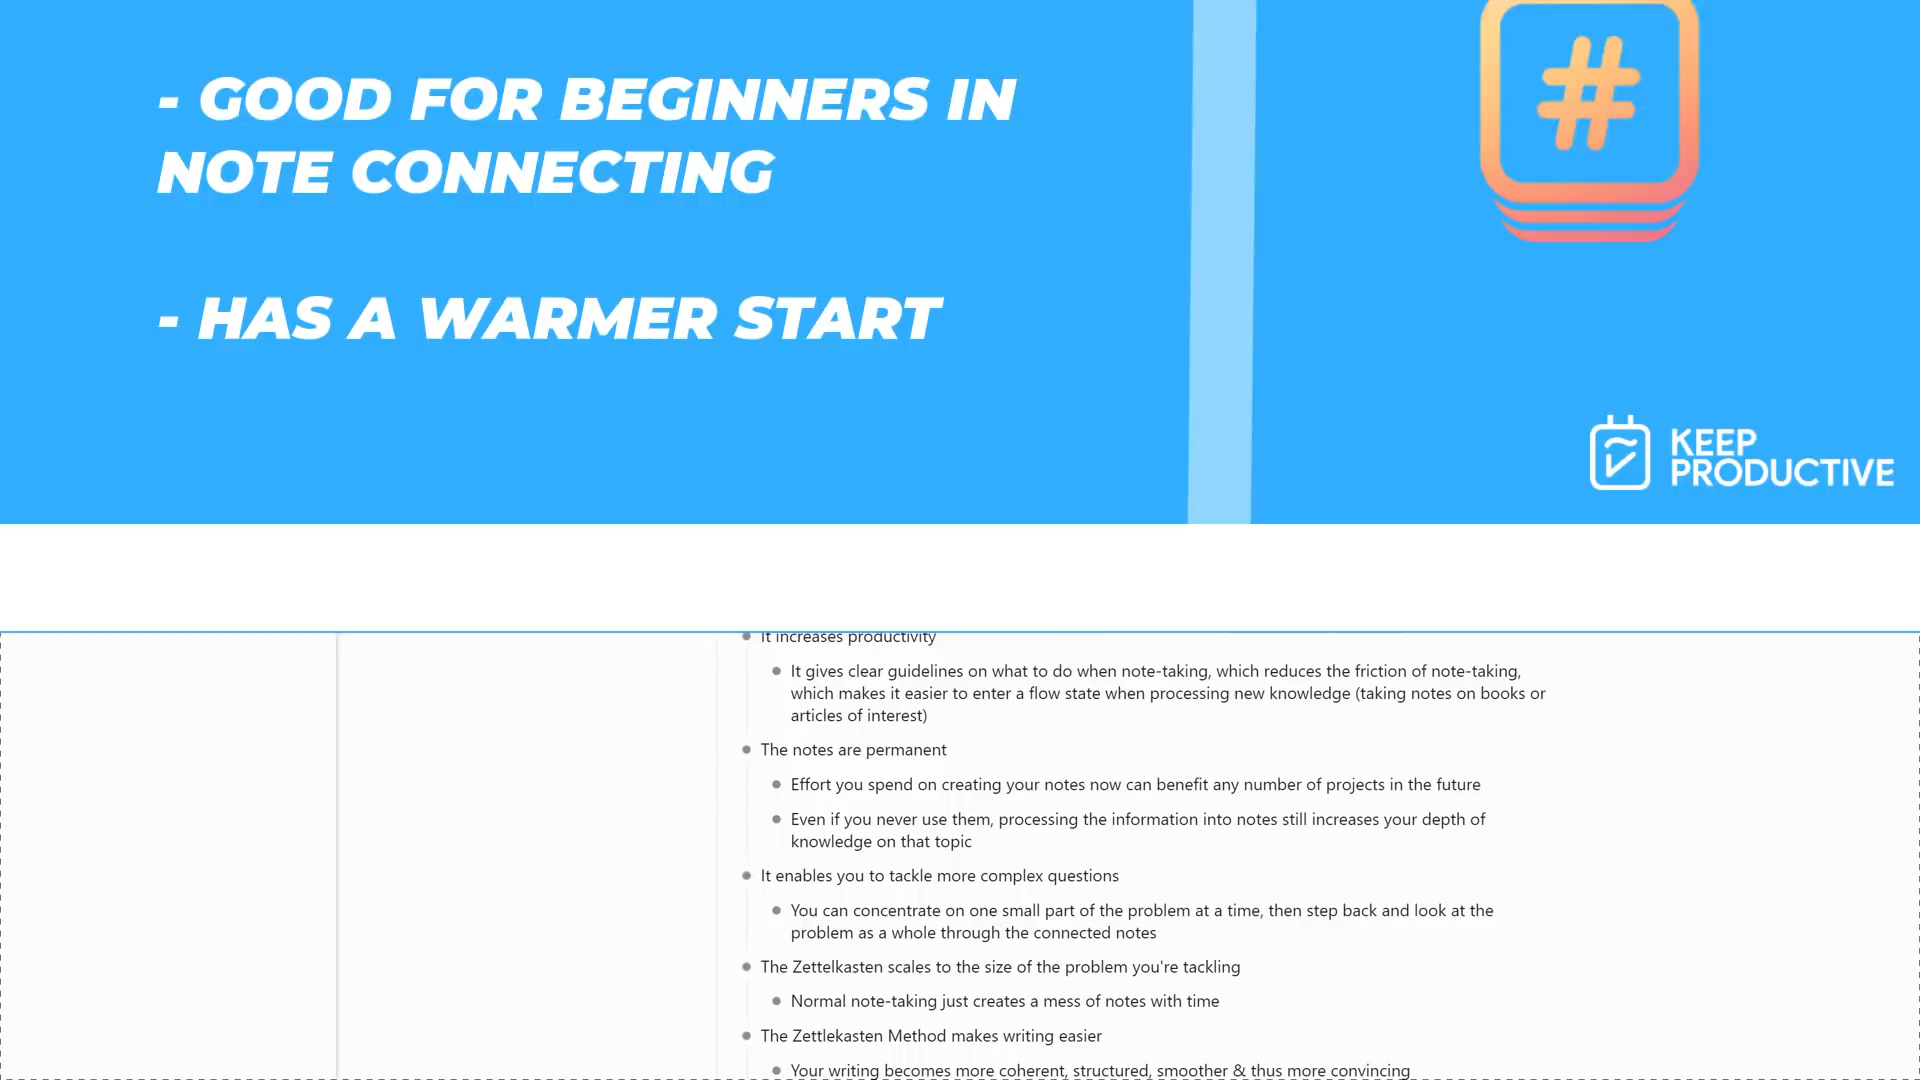 - GOOD FOR BEGINNERS IN
NOTE CONNECTING
- HAS A WARMER START
#
KEEP
PRODUCTIVE
It increases productivity
It gives clear guidelines on what to do when note-taking, which reduces the friction of note-taking,
which makes it easier to enter a flow state when processing new knowledge (taking notes on books or
articles of interest)
The notes are permanent
Effort you spend on creating your notes now can benefit any number of projects in the future
Even if you never use them, processing the information into notes still increases your depth of
knowledge on that topic
It enables you to tackle more complex questions
You can concentrate on one small part of the problem at a time, then step back and look at the
problem as a whole through the connected notes
The Zettelkasten scales to the size of the problem you're tackling
Normal note-taking just creates a mess of notes with time
The Zettlekasten Method makes writing easier
Your writing becomes more coherent, structured, smoother & thus more convincing